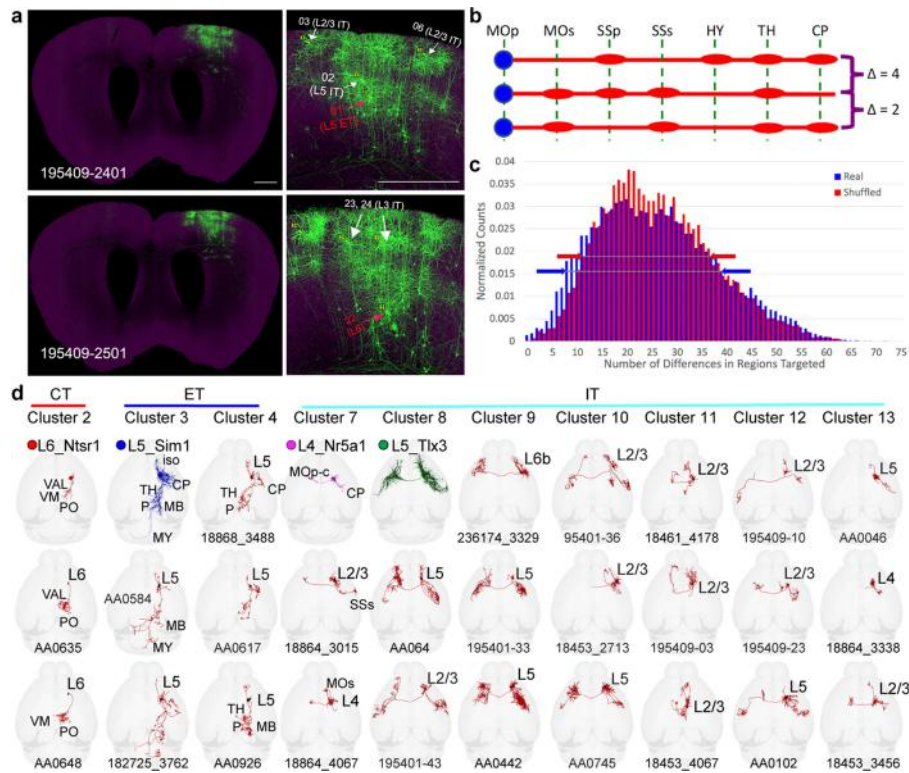 a
03 (L2/3 IT)
06 (L2/3 IT)
02
(L5 IT)
(L5 ET)
195409-2401
23, 24 (L3 IT)
195409-2501
b
MOp MOs SSp SSs HY TH CP
Δ = 4
Δ = 2
c
Normalized Counts
0.04
0.035
0.03
0.025
0.02
0.015
0.01
0.005
0
Real
Shuffled
0 5 10 15 20 25 30 35 40 45 50 55 60 65 70 75
Number of Differences in Regions Targeted
d
CT ET IT
Cluster 2 Cluster 3 Cluster 4 Cluster 7 Cluster 8 Cluster 9 Cluster 10 Cluster 11 Cluster 12 Cluster 13
L6_Ntsr1 L5_Sim1 L4_Nr5a1 L5_Tlx3
iso L5 L6b L2/3 L2/3 L2/3 L5
VAL VM PO TH CP P MB MY TH CP P MOp-c CP
18868_3488 236174_3329 95401-36 18461_4178 195409-10 AA0046
L6 L5 L5 L2/3 L5 L5 L2/3 L2/3 L2/3 L4
VAL PO AA0584 MB MY SSs
AA0635 AA0617 18864_3015 AA064 195401-33 18453_2713 195409-03 195409-23 18864_3338
L6 L5 L5 MOs L4 L2/3 L5 L5 L2/3 L5 L2/3
VM PO TH P MB
AA0648 182725_3762 AA0926 18864_4067 195401-43 AA0442 AA0745 18453_4067 AA0102 18453_3456